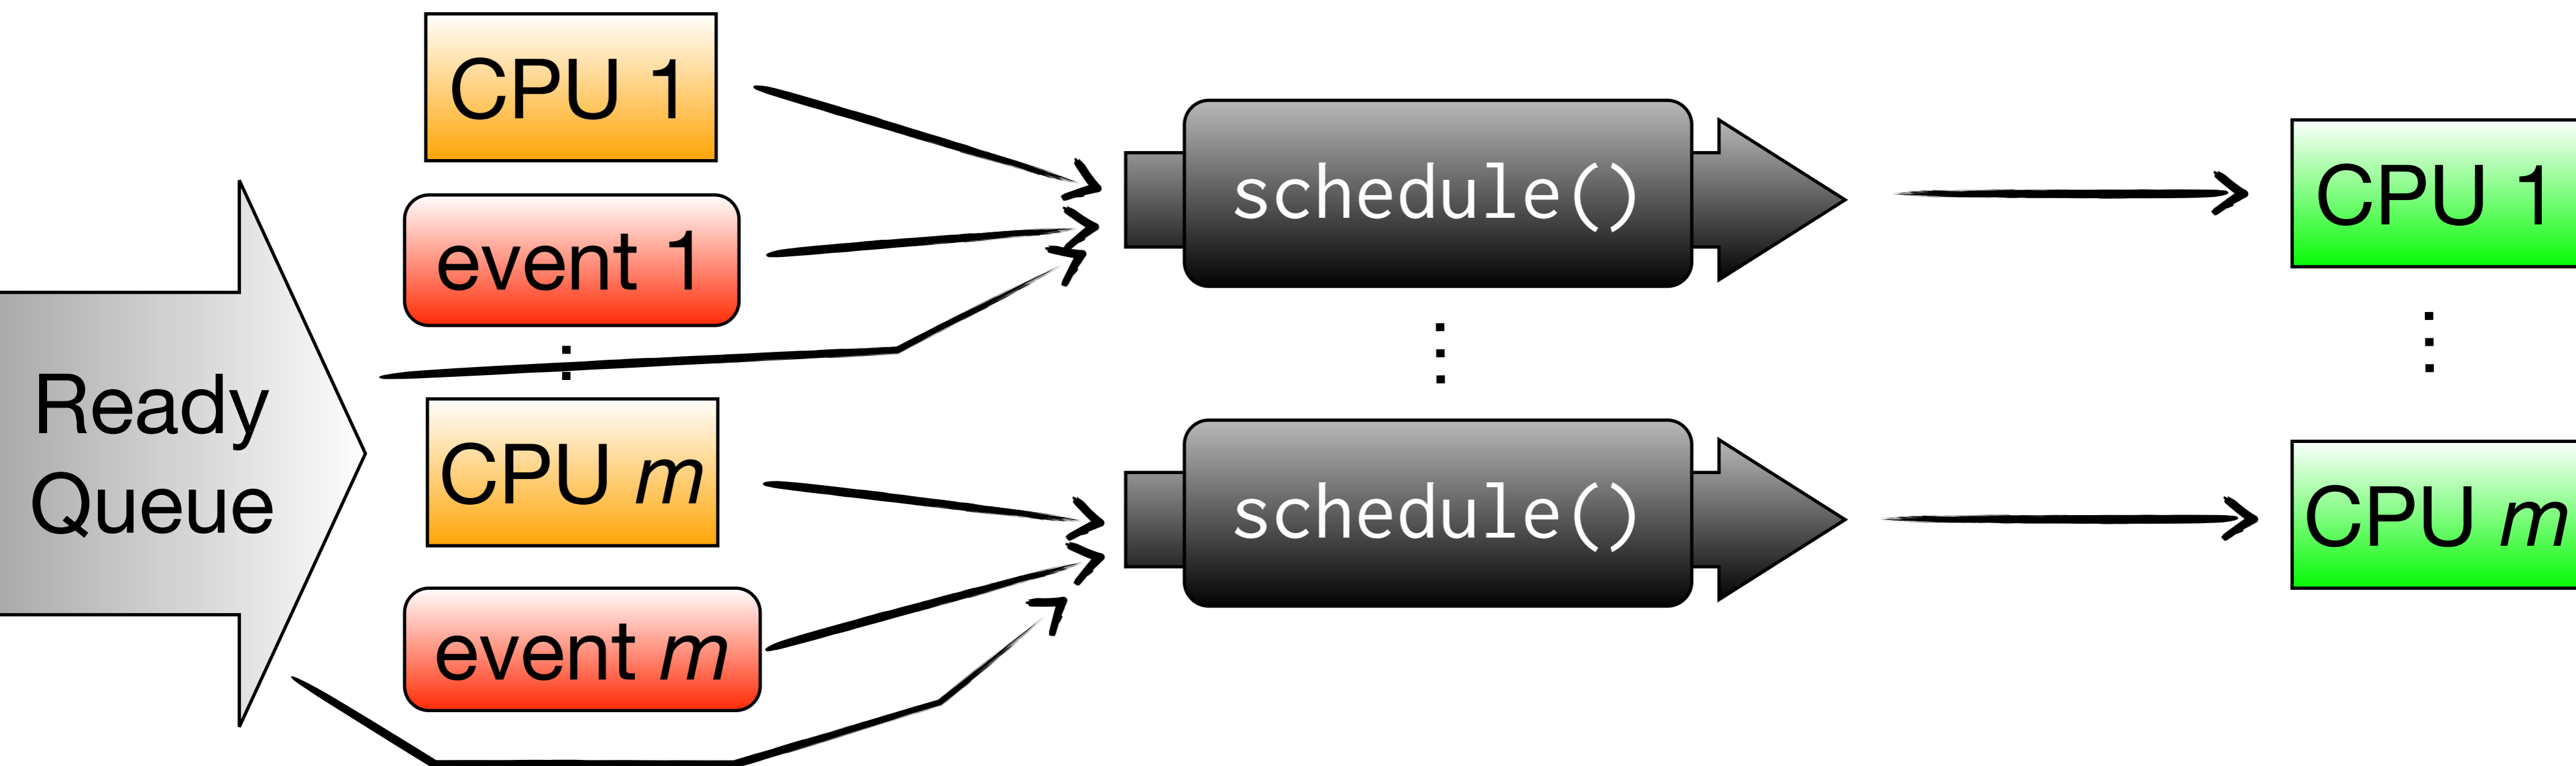 CPU 1
event 1
⋮
CPU m
event m
Ready
Queue
schedule()
⋮
schedule()
CPU 1
⋮
CPU m